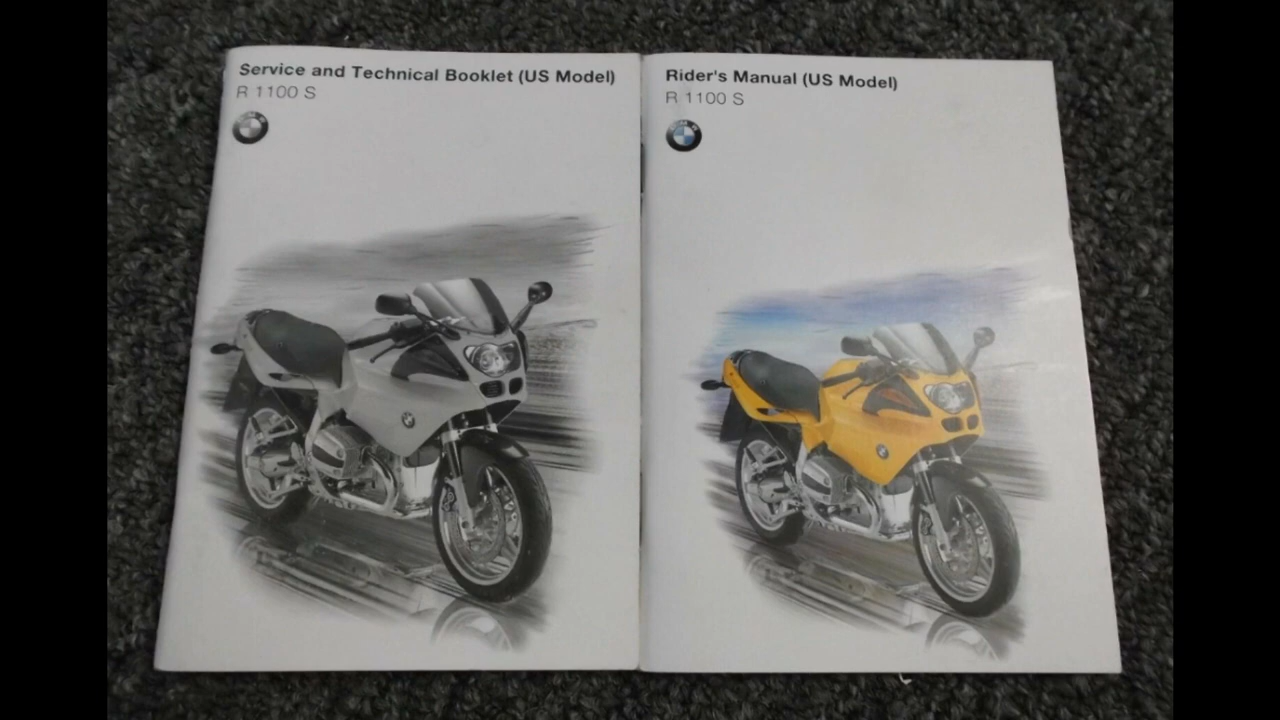 Service and Technical Booklet (US Model)
R 1100 S
Rider's Manual (US Model)
R 1100 S